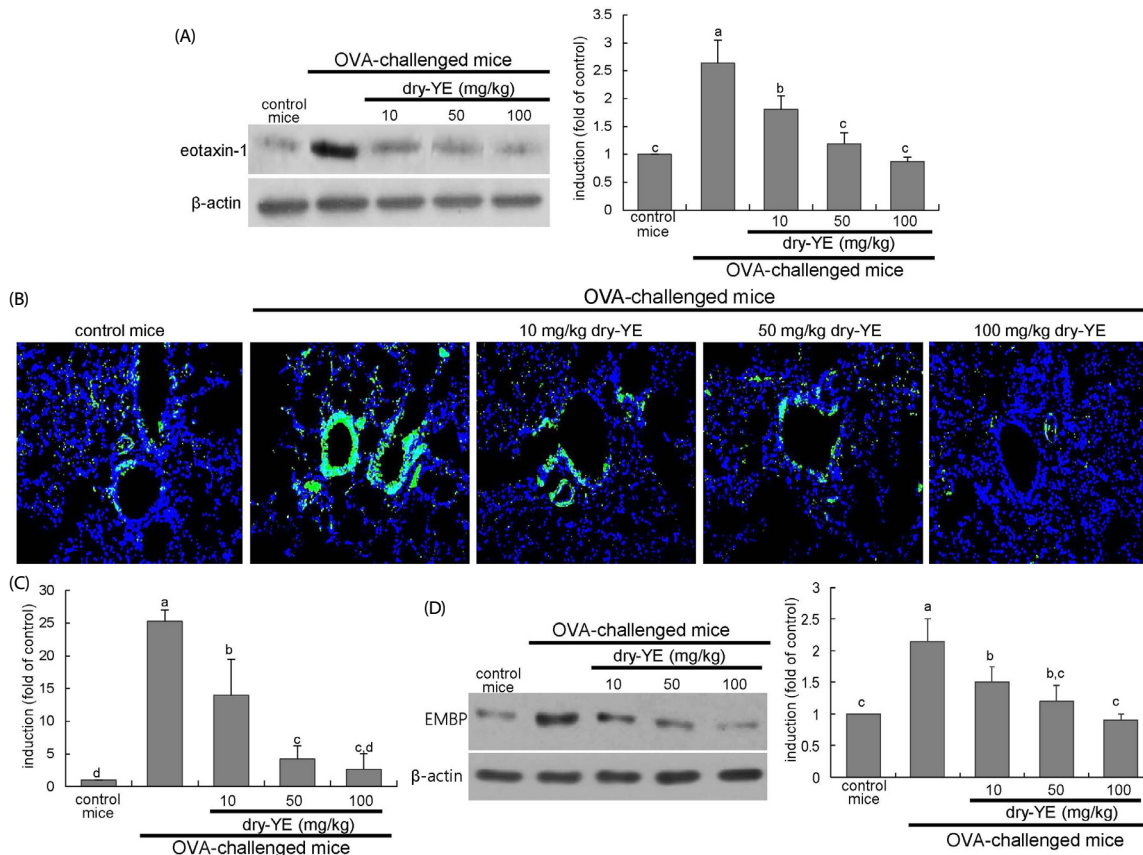 (A)
OVA-challenged mice
dry-YE (mg/kg)
control
mice
10 50 100
eotaxin-1
β-actin
induction (fold of control)
3.5
3
2.5
2
1.5
1
0.5
0
c
a
b
c
c
control
mice
10 50 100
dry-YE (mg/kg)
OVA-challenged mice
(B)
OVA-challenged mice
control mice
10 mg/kg dry-YE
50 mg/kg dry-YE
100 mg/kg dry-YE
(C)
induction (fold of control)
30
25
20
15
10
5
0
d
a
b
c
c,d
control
mice
10 50 100
dry-YE (mg/kg)
OVA-challenged mice
(D)
OVA-challenged mice
dry-YE (mg/kg)
control
mice
10 50 100
EMBP
β-actin
induction (fold of control)
3
2.5
2
1.5
1
0.5
0
c
a
b
b,c
c
control
mice
10 50 100
dry-YE (mg/kg)
OVA-challenged mice